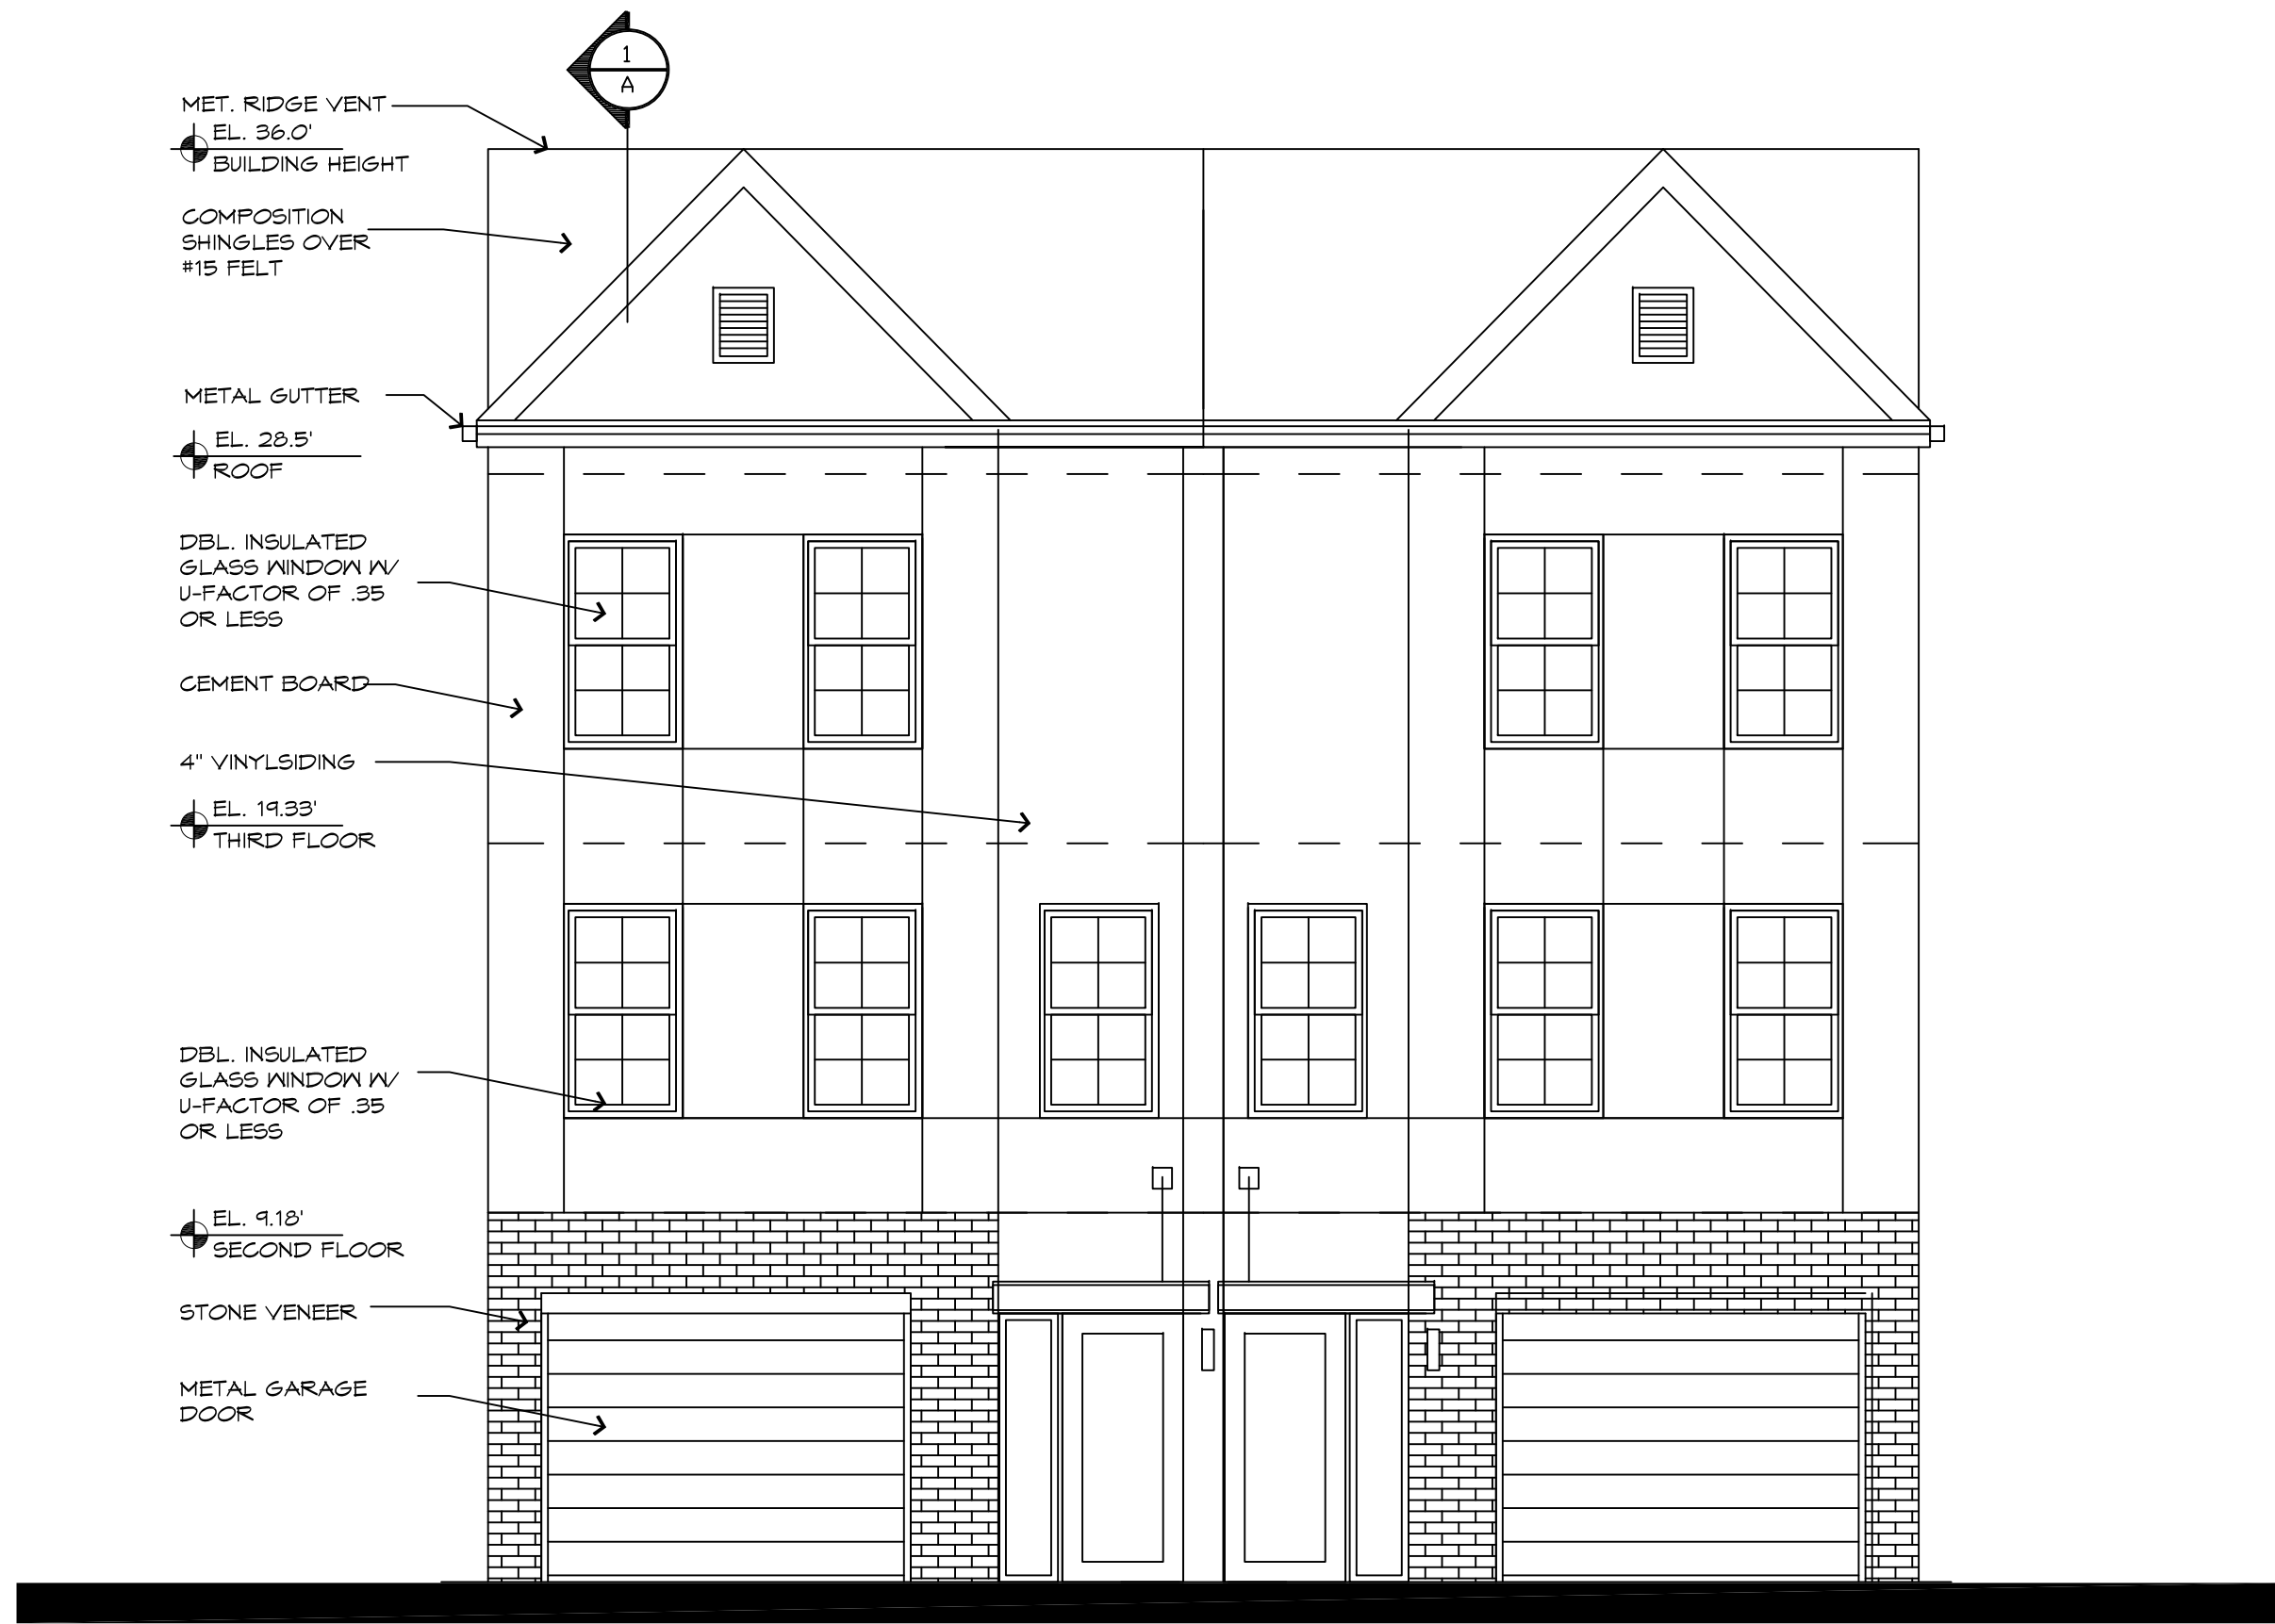 1
A
MET. RIDGE VENT
EL. 36.0'
BUILDING HEIGHT
COMPOSITION
SHINGLES OVER
#15 FELT
METAL GUTTER
EL. 28.5'
ROOF
DBL. INSULATED
GLASS WINDOW W/
U-FACTOR OF .35
OR LESS
CEMENT BOARD
4" VINYLSIDING
EL. 19.33'
THIRD FLOOR
DBL. INSULATED
GLASS WINDOW W/
U-FACTOR OF .35
OR LESS
EL. 9.18'
SECOND FLOOR
STONE VENEER
METAL GARAGE
DOOR